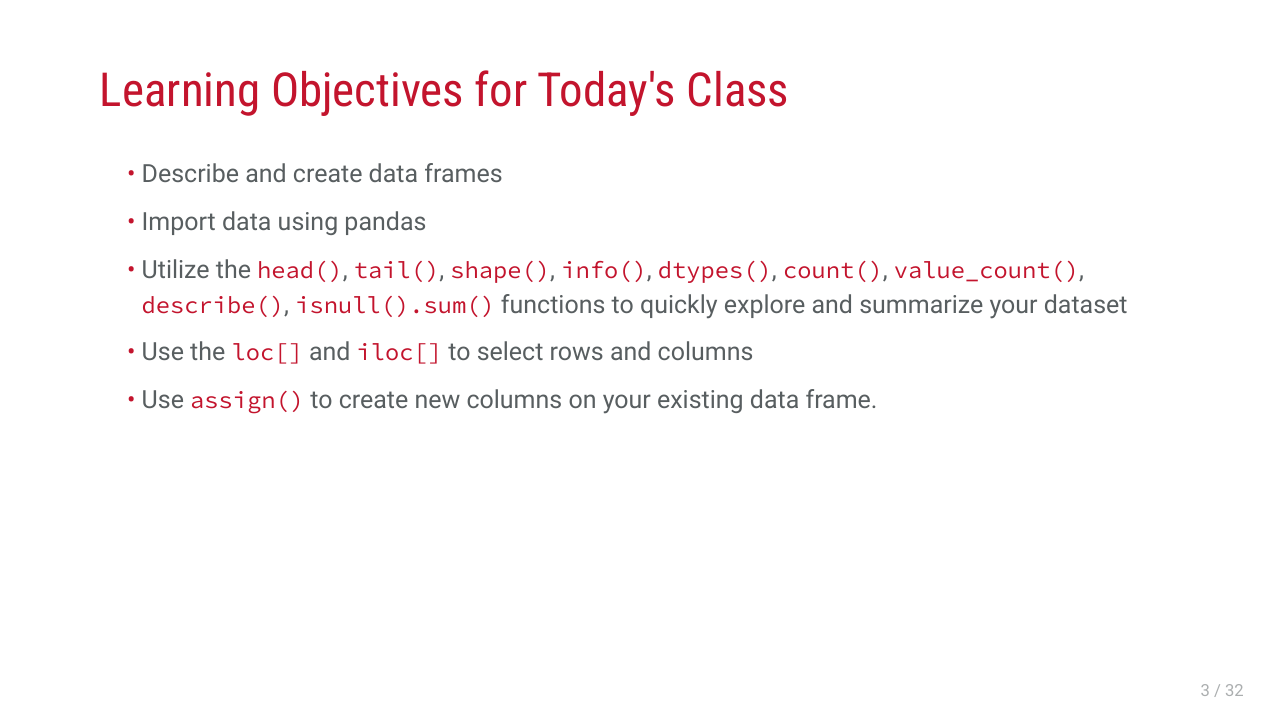 Learning Objectives for Today's Class
• Describe and create data frames
• Import data using pandas
• Utilize the head(), tail(), shape(), info(), dtypes(), count(), value_count(),
describe(), isnull().sum() functions to quickly explore and summarize your dataset
• Use the loc[] and iloc[] to select rows and columns
• Use assign() to create new columns on your existing data frame.
3 / 32